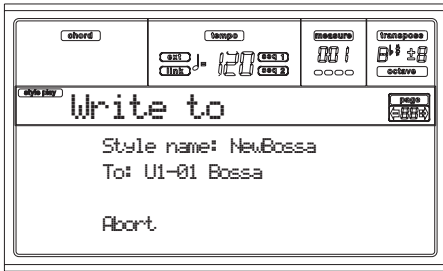 chord tempo measure transpose
ext link ♩= 120 seq 1 seq 2 001 B♭♮ ±8
octave
style play Write to page
Style name: NewBossa
To: U1-01 Bossa
Abort